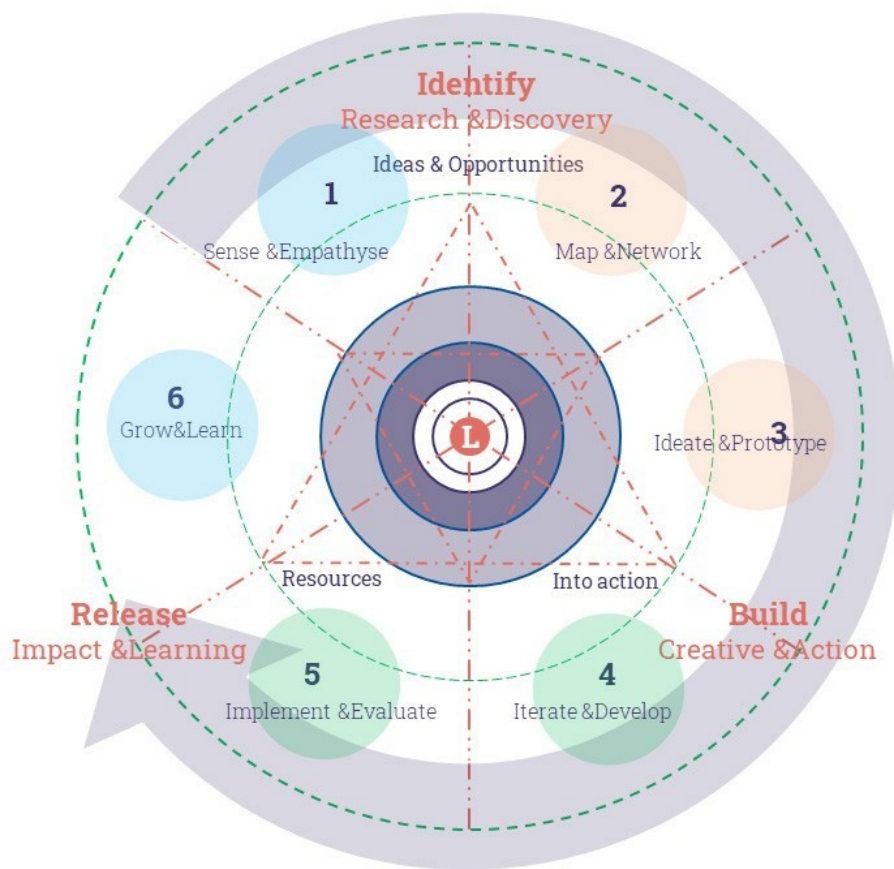 Identify
Research &Discovery
Ideas & Opportunities
1
Sense &Empathyse
2
Map &Network
3
Ideate &Prototype
6
Grow&Learn
L
Resources
Into action
Release
Impact &Learning
Build
Creative &Action
5
Implement &Evaluate
4
Iterate &Develop